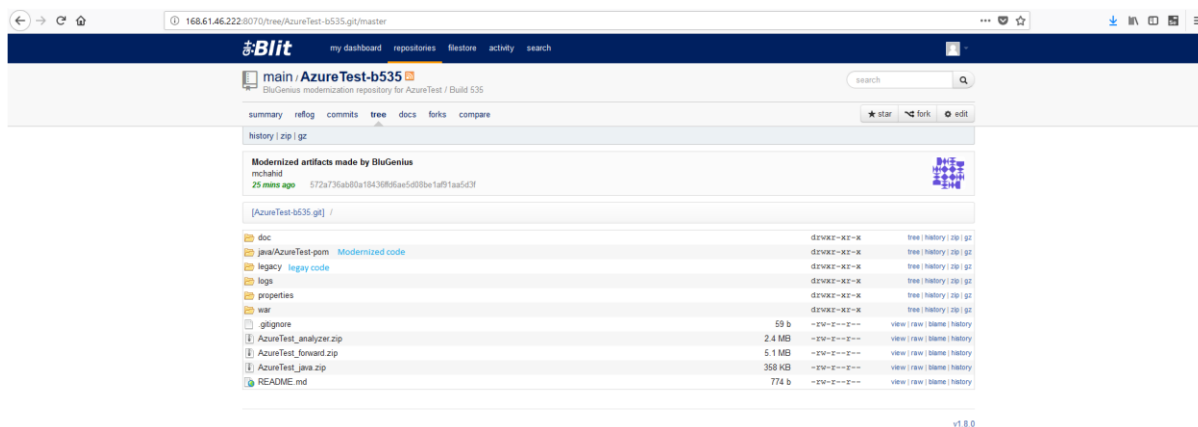 168.61.46.222:8070/tree/AzureTest-b535.git/master
Blit my dashboard repositories filestore activity search
main / AzureTest-b535
BluGenius modernization repository for AzureTest / Build 535
search
summary reflog commits tree docs forks compare
star fork edit
history | zip | gz
Modernized artifacts made by BluGenius
mchahid
25 mins ago
[AzureTest-b535.git] /
doc drwxr-xr-x tree | history | zip | gz
java/AzureTest-pom Modernized code drwxr-xr-x tree | history | zip | gz
legacy legay code drwxr-xr-x tree | history | zip | gz
logs drwxr-xr-x tree | history | zip | gz
properties drwxr-xr-x tree | history | zip | gz
war drwxr-xr-x tree | history | zip | gz
.gitignore 59 b -rw-r--r-- view | raw | blame | history
AzureTest_analyzer.zip 2.4 MB -rw-r--r-- view | raw | blame | history
AzureTest_forward.zip 5.1 MB -rw-r--r-- view | raw | blame | history
AzureTest_java.zip 358 KB -rw-r--r-- view | raw | blame | history
README.md 774 b -rw-r--r-- view | raw | blame | history
v1.8.0